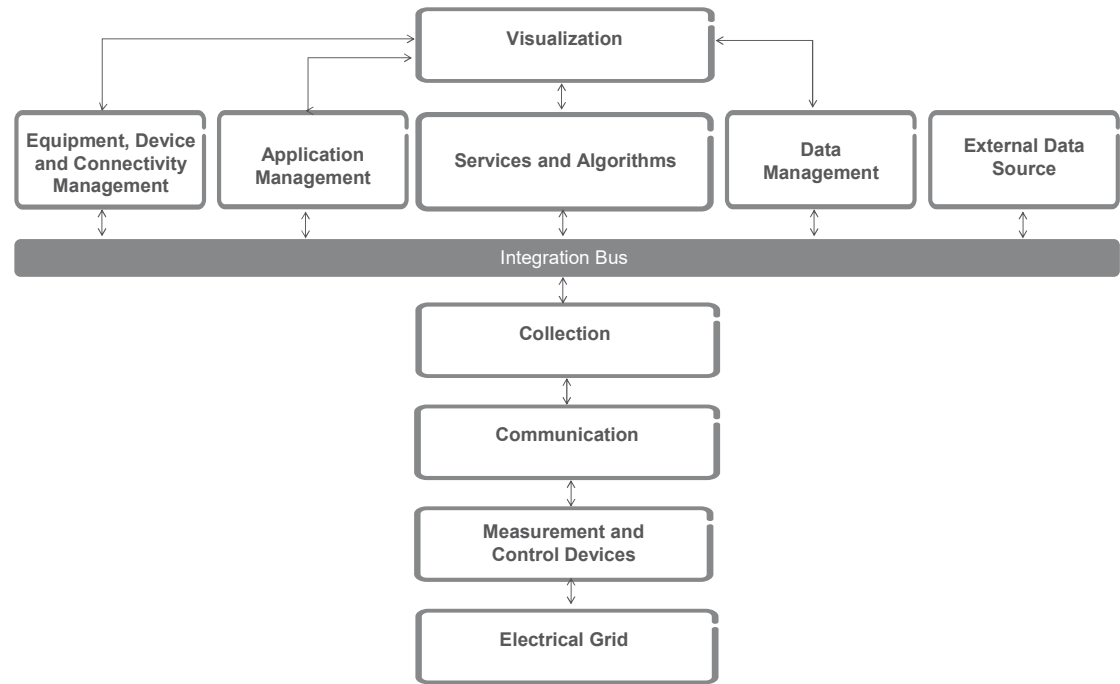 Visualization
Equipment, Device
and Connectivity
Management
Application
Management
Services and Algorithms
Data
Management
External Data
Source
Integration Bus
Collection
Communication
Measurement and
Control Devices
Electrical Grid